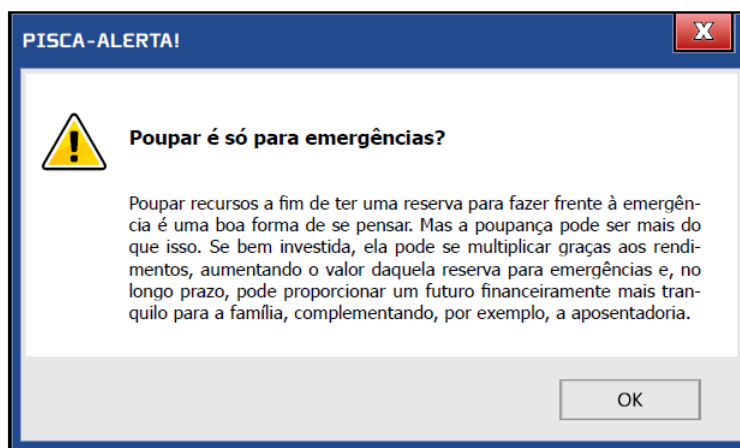 PISCA-ALERTA!
X
Poupar é só para emergências?
Poupar recursos a fim de ter uma reserva para fazer frente à emergên-
cia é uma boa forma de se pensar. Mas a poupança pode ser mais do
que isso. Se bem investida, ela pode se multiplicar graças aos rendi-
mentos, aumentando o valor daquela reserva para emergências e, no
longo prazo, pode proporcionar um futuro financeiramente mais tran-
quilo para a família, complementando, por exemplo, a aposentadoria.
OK